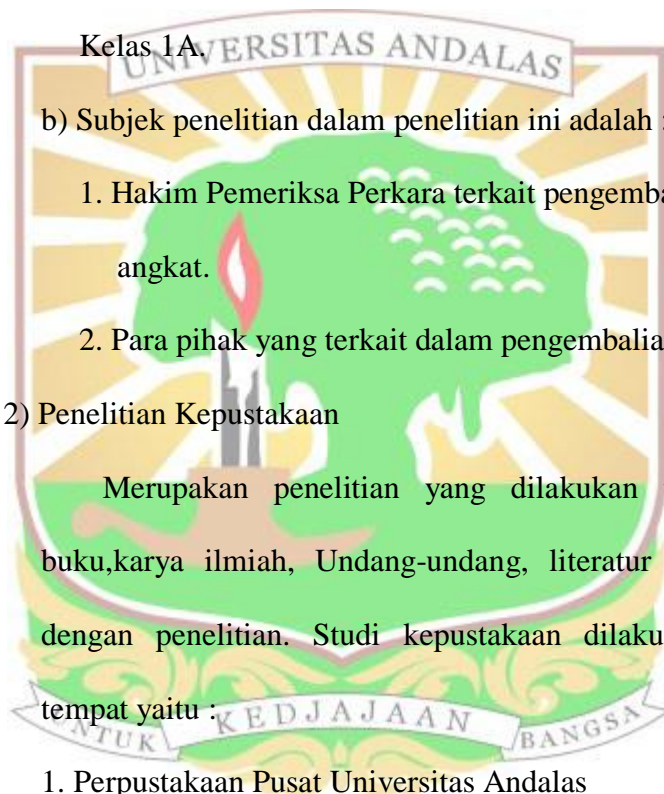 Kelas 1A.
UNIVERSITAS ANDALAS
b) Subjek penelitian dalam penelitian ini adalah :
1. Hakim Pemeriksa Perkara terkait pengemba
angkat.
2. Para pihak yang terkait dalam pengembalia
2) Penelitian Kepustakaan
Merupakan penelitian yang dilakukan
buku,karya ilmiah, Undang-undang, literatur
dengan penelitian. Studi kepustakaan dilaku
tempat yaitu :
UNTUK KEDJAJAAN BANGSA
1. Perpustakaan Pusat Universitas Andalas